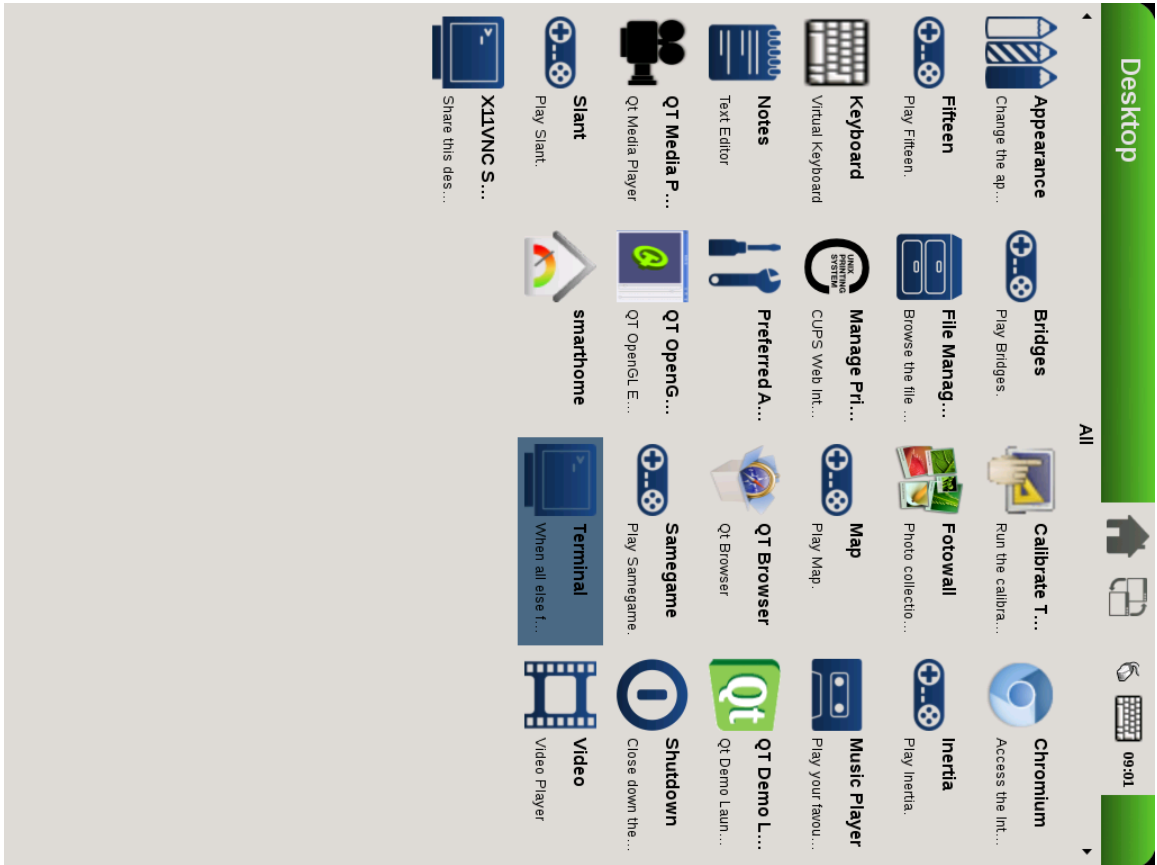 Desktop
09:01
All
Appearance
Change the ap...
Bridges
Play Bridges.
Calibrate T...
Run the calibra...
Chromium
Access the Int...
Fifteen
Play Fifteen.
File Manag...
Browse the file ...
Fotowall
Photo collectio...
Inertia
Play Inertia.
Keyboard
Virtual Keyboard
UNIX
PRINTING
SYSTEM
Manage Pri...
CUPS Web Int...
Map
Play Map.
Music Player
Play your favou...
Notes
Text Editor
Preferred A...
QT Browser
Qt Browser
Qt
QT Demo L...
Qt Demo Laun...
QT Media P...
Qt Media Player
QT OpenG...
QT OpenGL E...
Samegame
Play Samegame.
Shutdown
Close down the...
Slant
Play Slant.
smarthome
Terminal
When all else f...
Video
Video Player
X11VNC S...
Share this des...